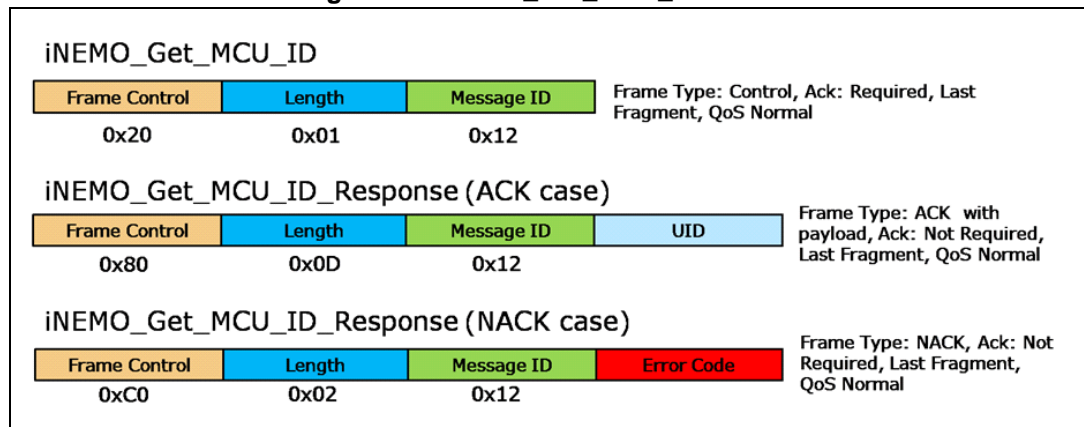 iNEMO_Get_MCU_ID
Frame Control Length Message ID
0x20 0x01 0x12
Frame Type: Control, Ack: Required, Last
Fragment, QoS Normal
iNEMO_Get_MCU_ID_Response (ACK case)
Frame Control Length Message ID UID
0x80 0x0D 0x12
Frame Type: ACK with
payload, Ack: Not Required,
Last Fragment, QoS Normal
iNEMO_Get_MCU_ID_Response (NACK case)
Frame Control Length Message ID Error Code
0xC0 0x02 0x12
Frame Type: NACK, Ack: Not
Required, Last Fragment,
QoS Normal